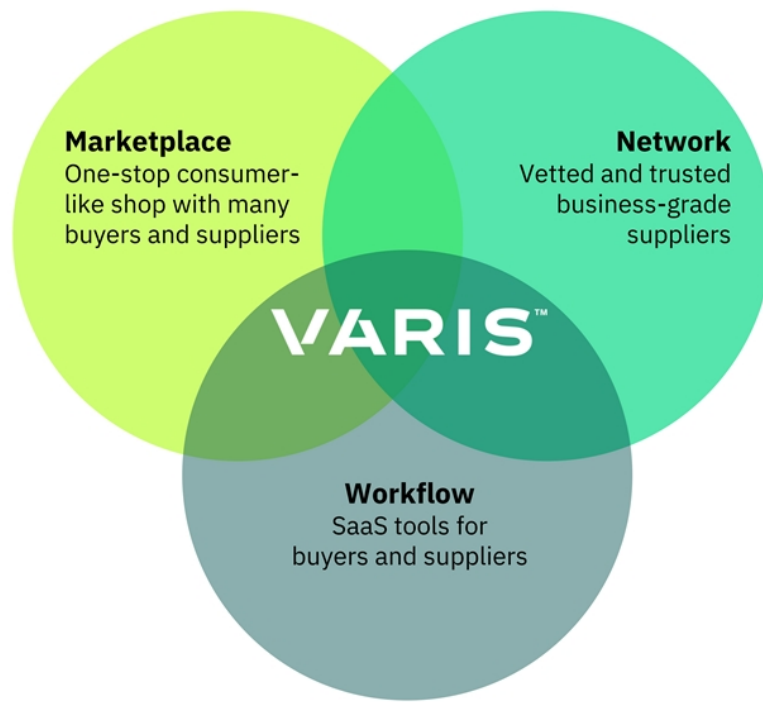 Marketplace
One-stop consumer-
like shop with many
buyers and suppliers
Network
Vetted and trusted
business-grade
suppliers
VARIS™
Workflow
SaaS tools for
buyers and suppliers